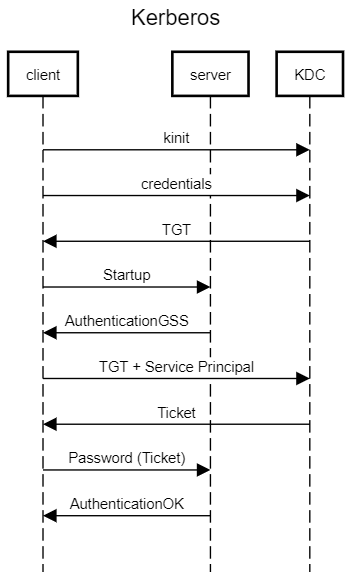 Kerberos
client server KDC
kinit
credentials
TGT
Startup
AuthenticationGSS
TGT + Service Principal
Ticket
Password (Ticket)
AuthenticationOK